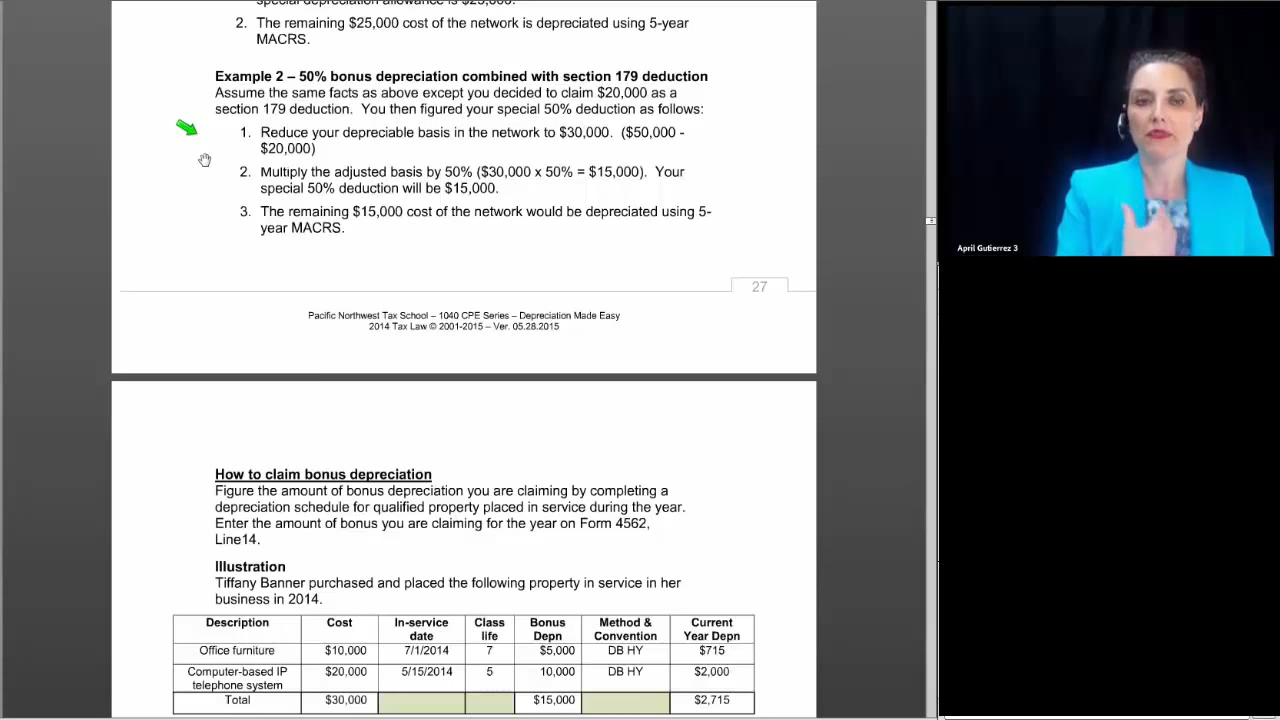 special depreciation allowance is $25,000.
2. The remaining $25,000 cost of the network is depreciated using 5-year
MACRS.
Example 2 – 50% bonus depreciation combined with section 179 deduction
Assume the same facts as above except you decided to claim $20,000 as a
section 179 deduction. You then figured your special 50% deduction as follows:
1. Reduce your depreciable basis in the network to $30,000. ($50,000 -
$20,000)
2. Multiply the adjusted basis by 50% ($30,000 x 50% = $15,000). Your
special 50% deduction will be $15,000.
3. The remaining $15,000 cost of the network would be depreciated using 5-
year MACRS.
27
Pacific Northwest Tax School – 1040 CPE Series – Depreciation Made Easy
2014 Tax Law © 2001-2015 – Ver. 05.28.2015
How to claim bonus depreciation
Figure the amount of bonus depreciation you are claiming by completing a
depreciation schedule for qualified property placed in service during the year.
Enter the amount of bonus you are claiming for the year on Form 4562,
Line14.
Illustration
Tiffany Banner purchased and placed the following property in service in her
business in 2014.
Description Cost In-service date Class life Bonus Depn Method & Convention Current Year Depn
Office furniture $10,000 7/1/2014 7 $5,000 DB HY $715
Computer-based IP telephone system $20,000 5/15/2014 5 10,000 DB HY $2,000
Total $30,000 $15,000 $2,715
April Gutierrez 3